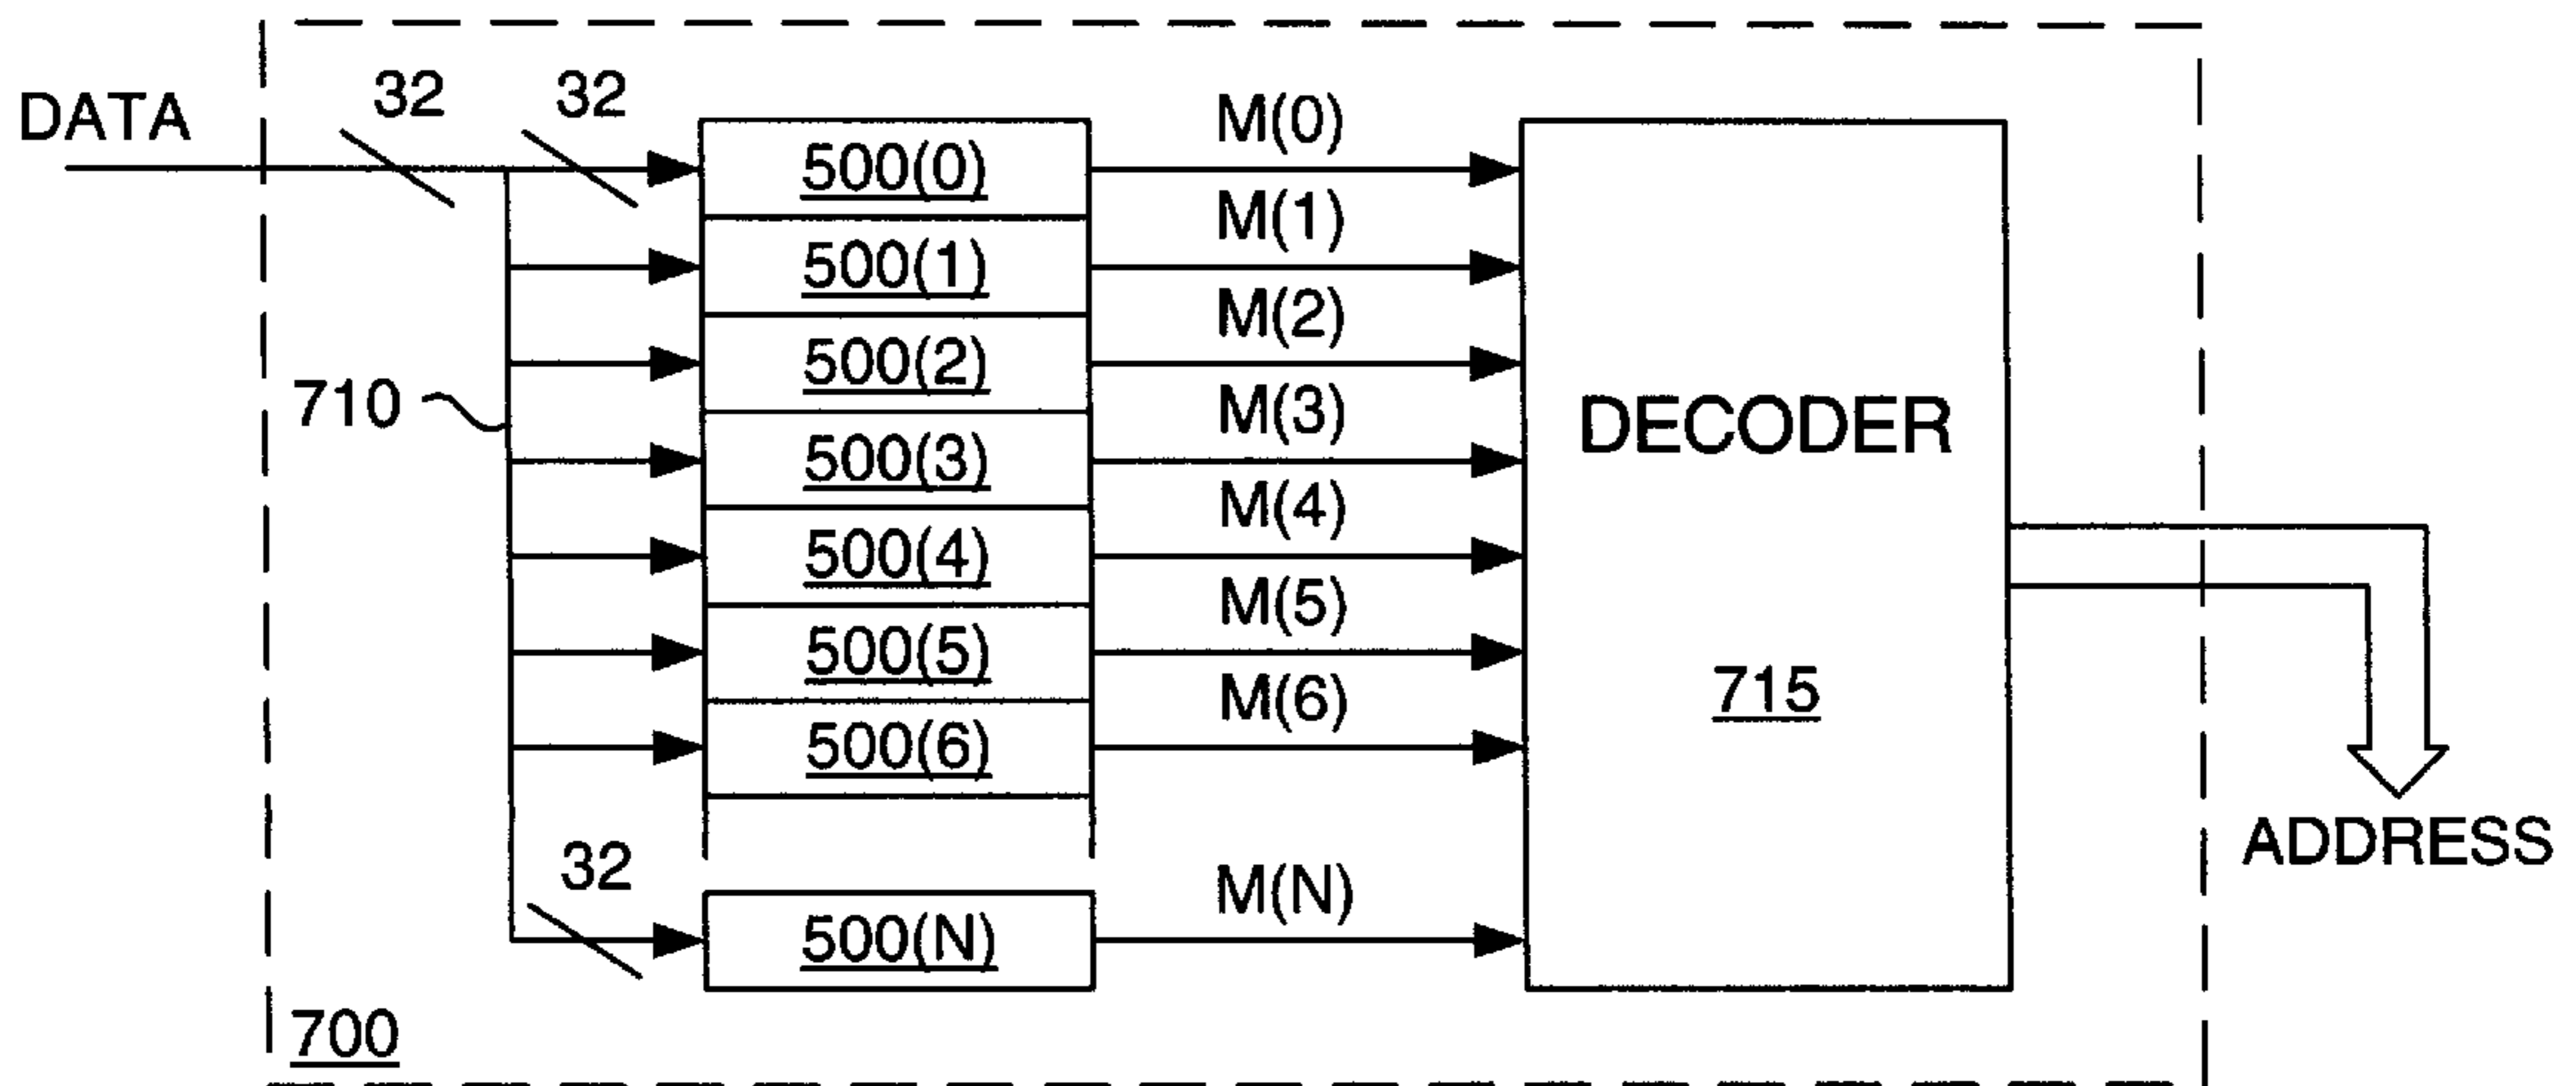 DATA
32
32
500(0)
M(0)
500(1)
M(1)
500(2)
M(2)
710
500(3)
M(3)
DECODER
500(4)
M(4)
500(5)
M(5)
715
500(6)
M(6)
ADDRESS
32
500(N)
M(N)
700